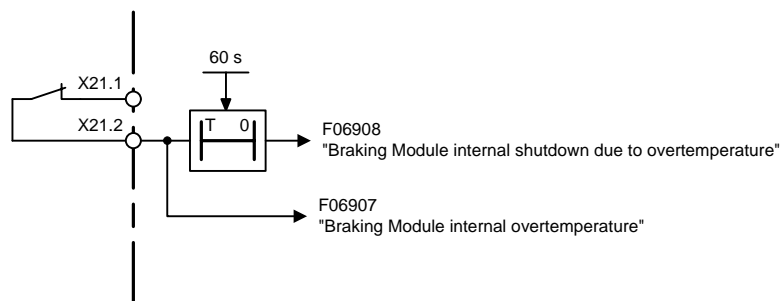 60 s
X21.1
X21.2
T 0
F06908
"Braking Module internal shutdown due to overtemperature"
F06907
"Braking Module internal overtemperature"